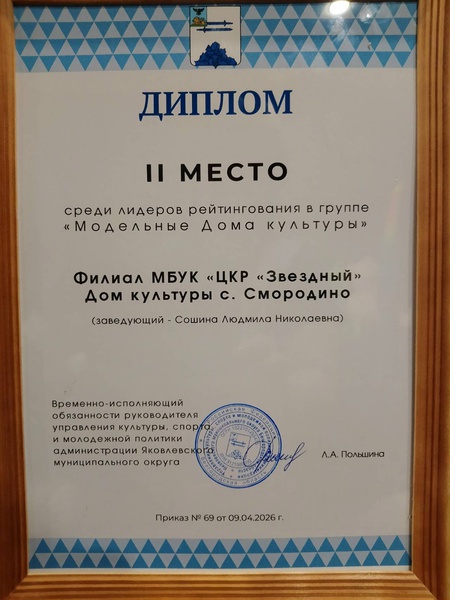 ДИПЛОМ
II МЕСТО
среди лидеров рейтингования в группе
«Модельные Дома культуры»
Филиал МБУК «ЦКР «Звездный»
Дом культуры с. Смородино
(заведующий - Сошина Людмила Николаевна)
Временно-исполняющий
обязанности руководителя
управления культуры, спорта
и молодежной политики
администрации Яковлевского
муниципального округа
Л.А. Польшина
Приказ № 69 от 09.04.2026 г.